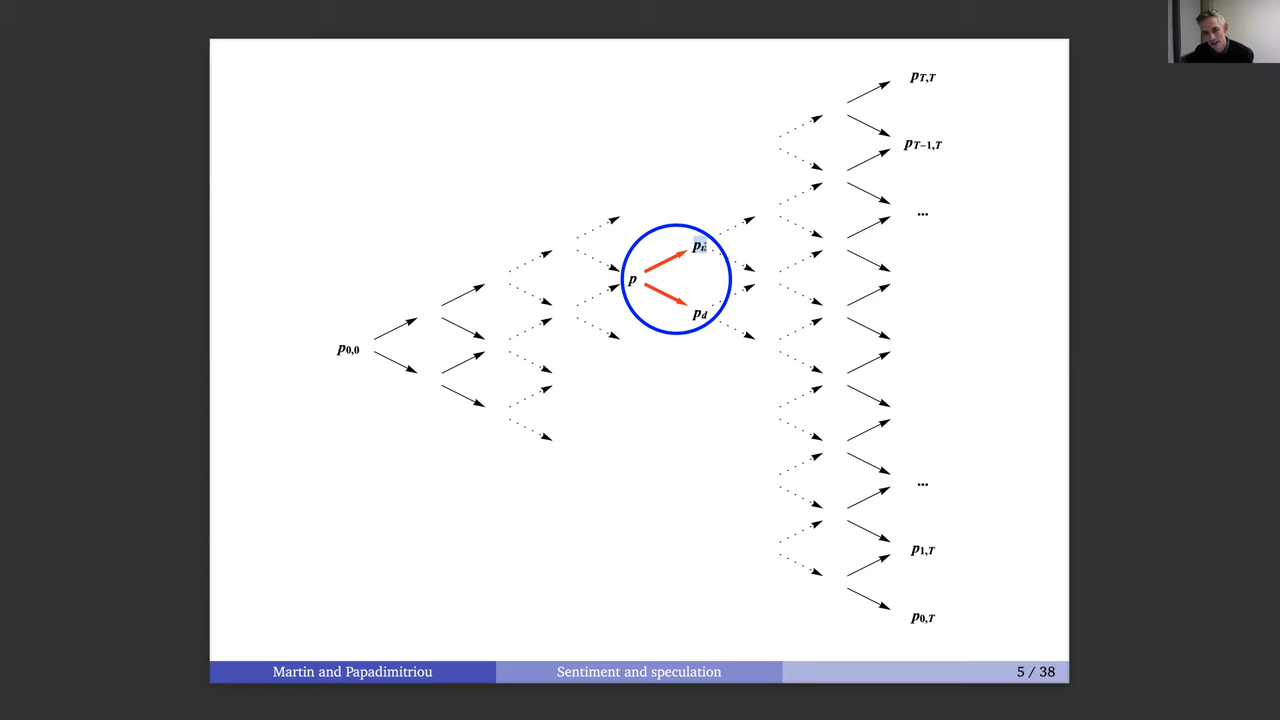 p_{T,T}
p_{T−1,T}
...
p_u
p
p_d
p_{0,0}
...
p_{1,T}
p_{0,T}
Martin and Papadimitriou Sentiment and speculation 5 / 38